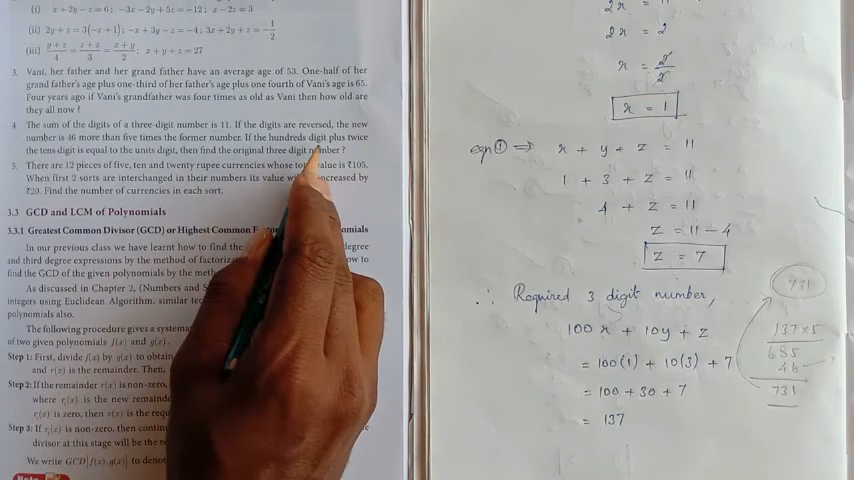 (i) x + 2y − z = 6; −3x − 2y + 5z = −12; x − 2z = 3
(ii) 2y + z = 3(−x + 1); −x + 3y − z = −4; 3x + 2y + z = −1/2
(iii) (y + z)/4 = (z + x)/3 = (x + y)/2; x + y + z = 27
3. Vani, her father and her grand father have an average age of 53. One-half of her
grand father's age plus one-third of her father's age plus one fourth of Vani's age is 65.
Four years ago if Vani's grandfather was four times as old as Vani then how old are
they all now ?
4. The sum of the digits of a three-digit number is 11. If the digits are reversed, the new
number is 46 more than five times the former number. If the hundreds digit plus twice
the tens digit is equal to the units digit, then find the original three digit number ?
5. There are 12 pieces of five, ten and twenty rupee currencies whose value is ₹105.
When first 2 sorts are interchanged in their numbers its value increased by
₹20. Find the number of currencies in each sort.
3.3 GCD and LCM of Polynomials
3.3.1 Greatest Common Divisor (GCD) or Highest Common
In our previous class we have learnt how to find the degree
and third degree expressions by the method of to
find the GCD of the given polynomials by the
As discussed in Chapter 2, (Numbers and
integers using Euclidean Algorithm. similar
polynomials also.
The following procedure gives a
of two given polynomials f(x) and g(x).
Step 1: First, divide f(x) by g(x) to
and r(x) is the remainder. Then,
Step 2: If the remainder r(x) is non-zero,
where r₁(x) is the new
r₁(x) is zero, then r(x) is the
Step 3: If r₁(x) is non-zero, then
divisor at this stage will be the
We write GCD[f(x), g(x)] to
2x = 11
2x = 2
x = 2/2
x = 1
eqn ① ⇒ x + y + z = 11
1 + 3 + z = 11
4 + z = 11
z = 11 − 4
z = 7
∴ Required 3 digit number,
100x + 10y + z
= 100(1) + 10(3) + 7
= 100 + 30 + 7
= 137
731
137 × 5
685
46
731